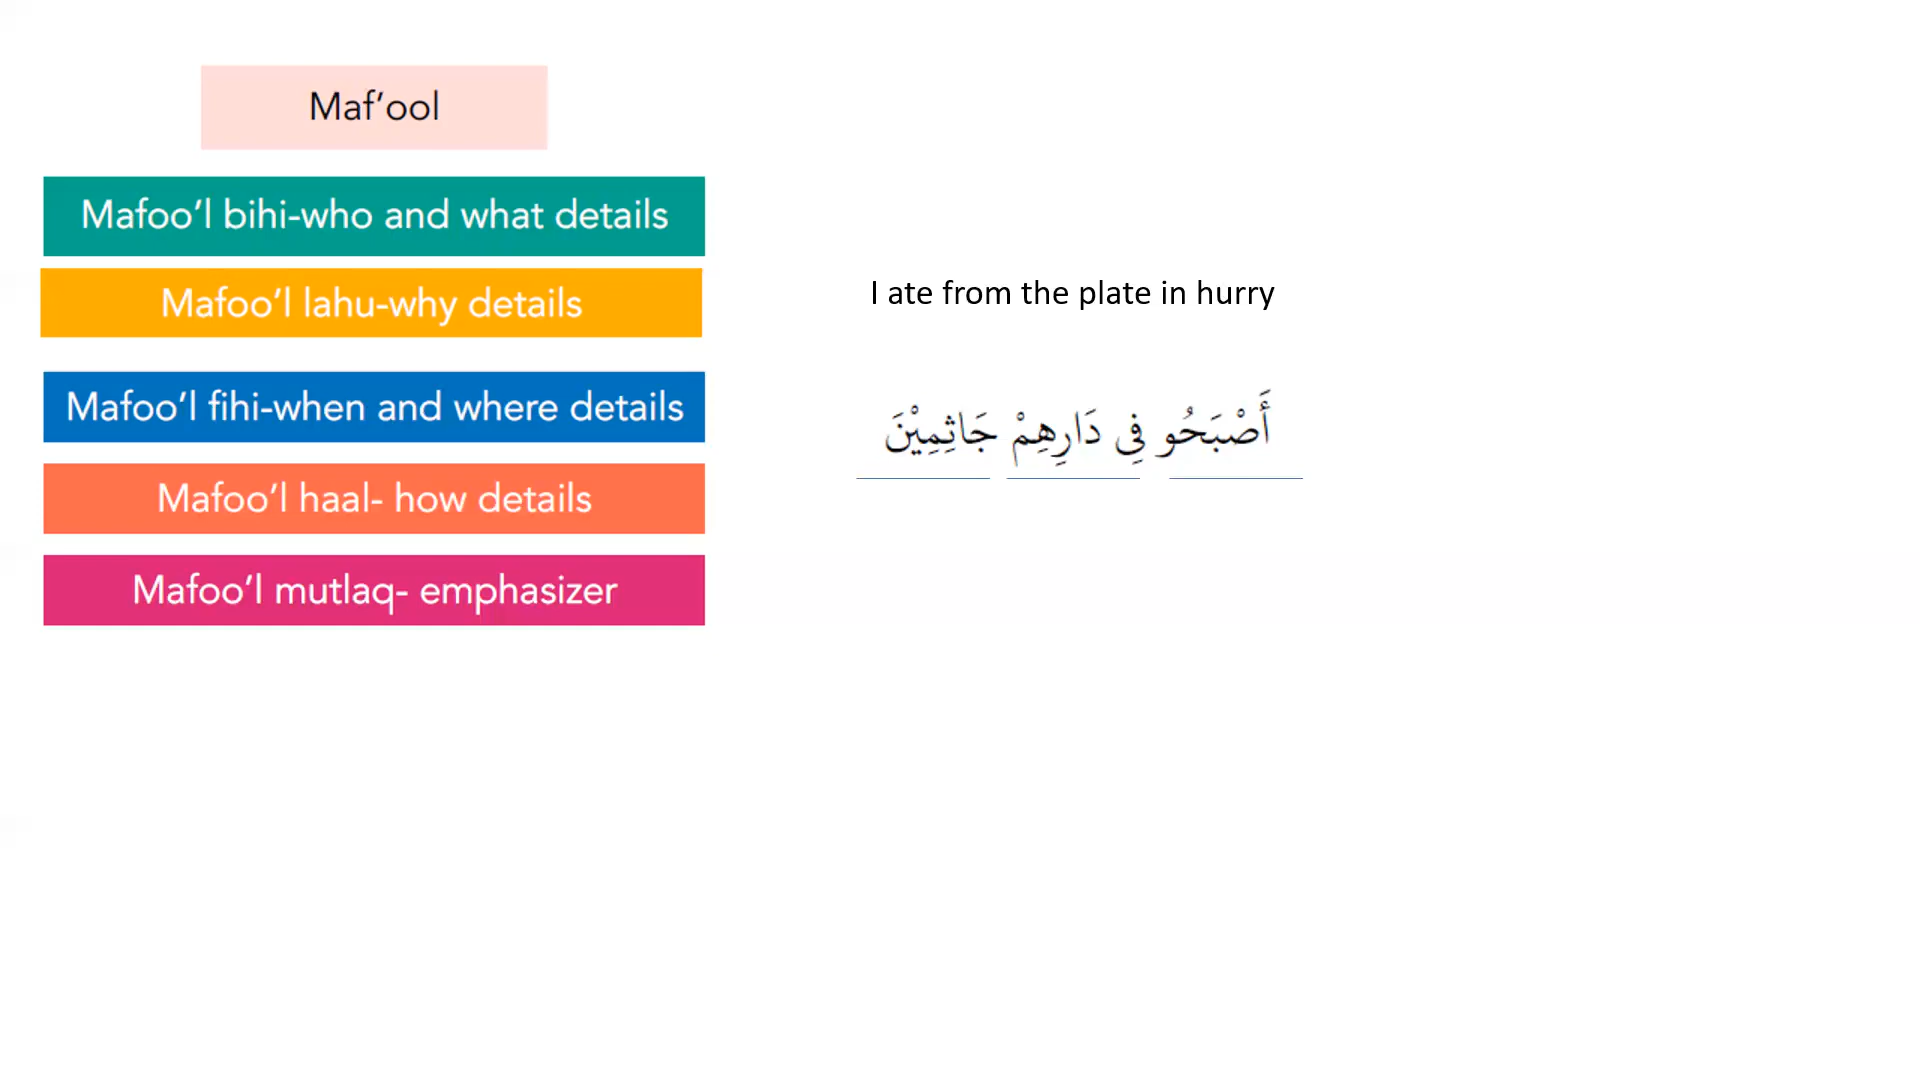 Maf’ool
Mafoo’l bihi-who and what details
Mafoo’l lahu-why details
Mafoo’l fihi-when and where details
Mafoo’l haal- how details
Mafoo’l mutlaq- emphasizer
I ate from the plate in hurry
أَصْبَحُو فِي دَارِهِمْ جَاثِمِيْنَ